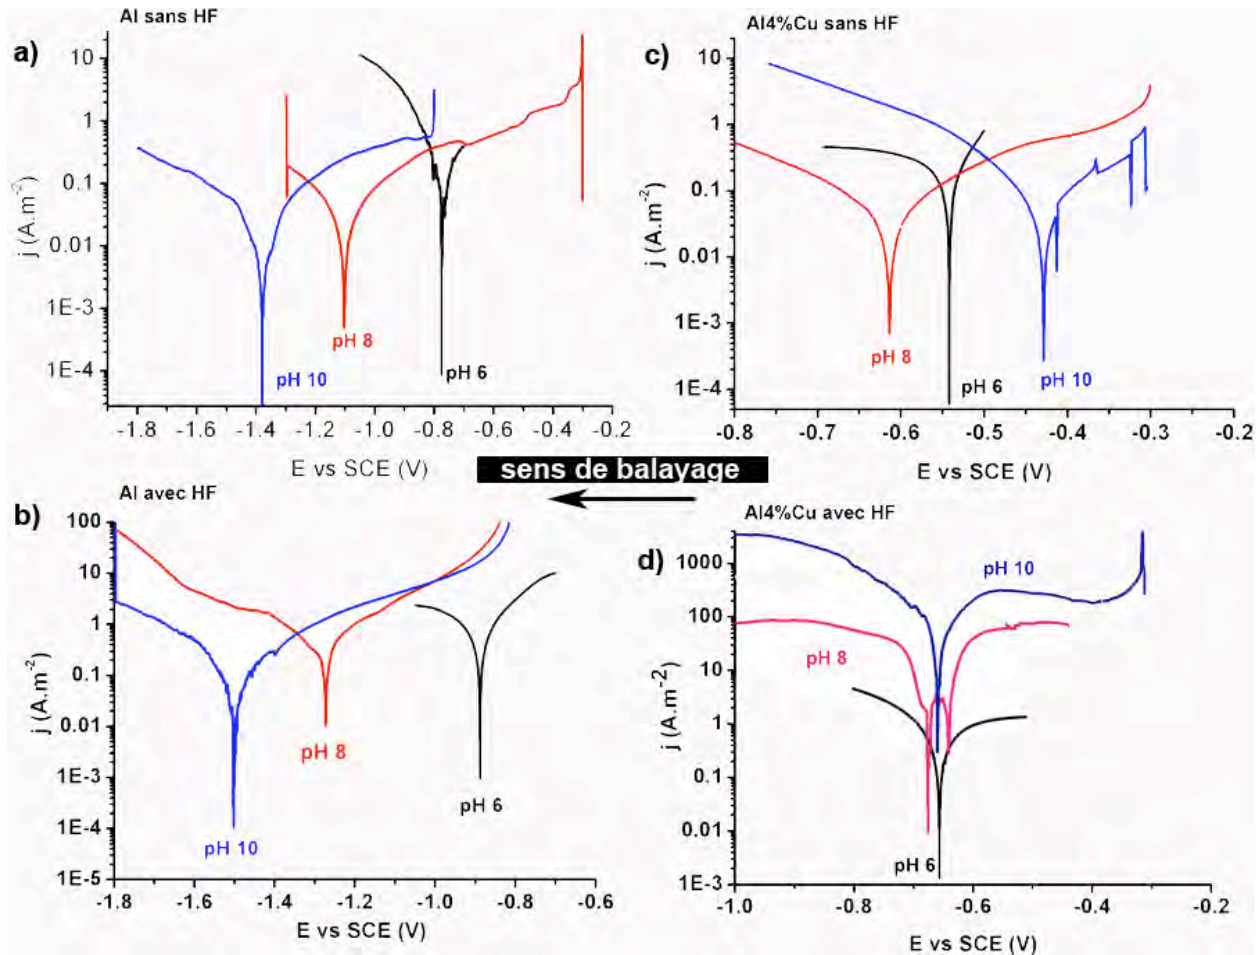 Al sans HF
a)
j (A.m-2)
10
1
0.1
0.01
1E-3
1E-4
pH 10
pH 8
pH 6
-1.8 -1.6 -1.4 -1.2 -1.0 -0.8 -0.6 -0.4 -0.2
E vs SCE (V)
Al4%Cu sans HF
c)
j (A.m-2)
10
1
0.1
0.01
1E-3
1E-4
pH 8
pH 6
pH 10
-0.8 -0.7 -0.6 -0.5 -0.4 -0.3 -0.2
E vs SCE (V)
sens de balayage
Al avec HF
b)
j (A.m-2)
100
10
1
0.1
0.01
1E-3
1E-4
1E-5
pH 10
pH 8
pH 6
-1.8 -1.6 -1.4 -1.2 -1.0 -0.8 -0.6
E vs SCE (V)
Al4%Cu avec HF
d)
j (A.m-2)
1000
100
10
1
0.1
0.01
1E-3
pH 10
pH 8
pH 6
-1.0 -0.8 -0.6 -0.4 -0.2
E vs SCE (V)